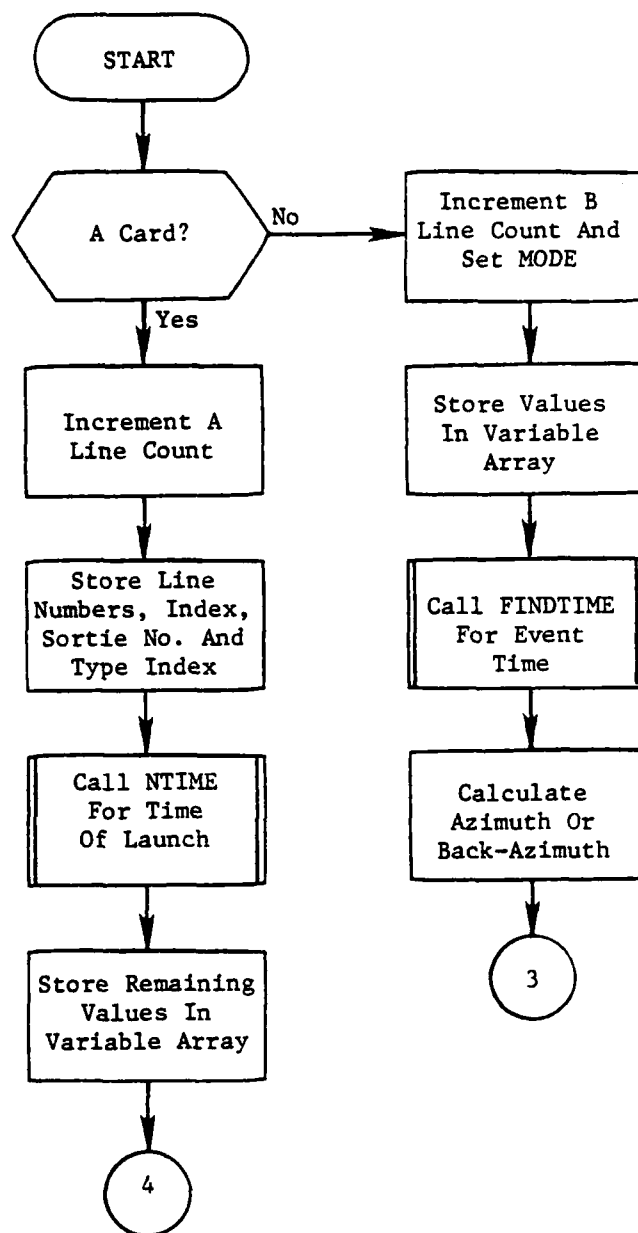 START
A Card?
No
Yes
Increment A
Line Count
Store Line
Numbers, Index,
Sortie No. And
Type Index
Call NTIME
For Time
Of Launch
Store Remaining
Values In
Variable Array
4
Increment B
Line Count And
Set MODE
Store Values
In Variable
Array
Call FINDTIME
For Event
Time
Calculate
Azimuth Or
Back-Azimuth
3